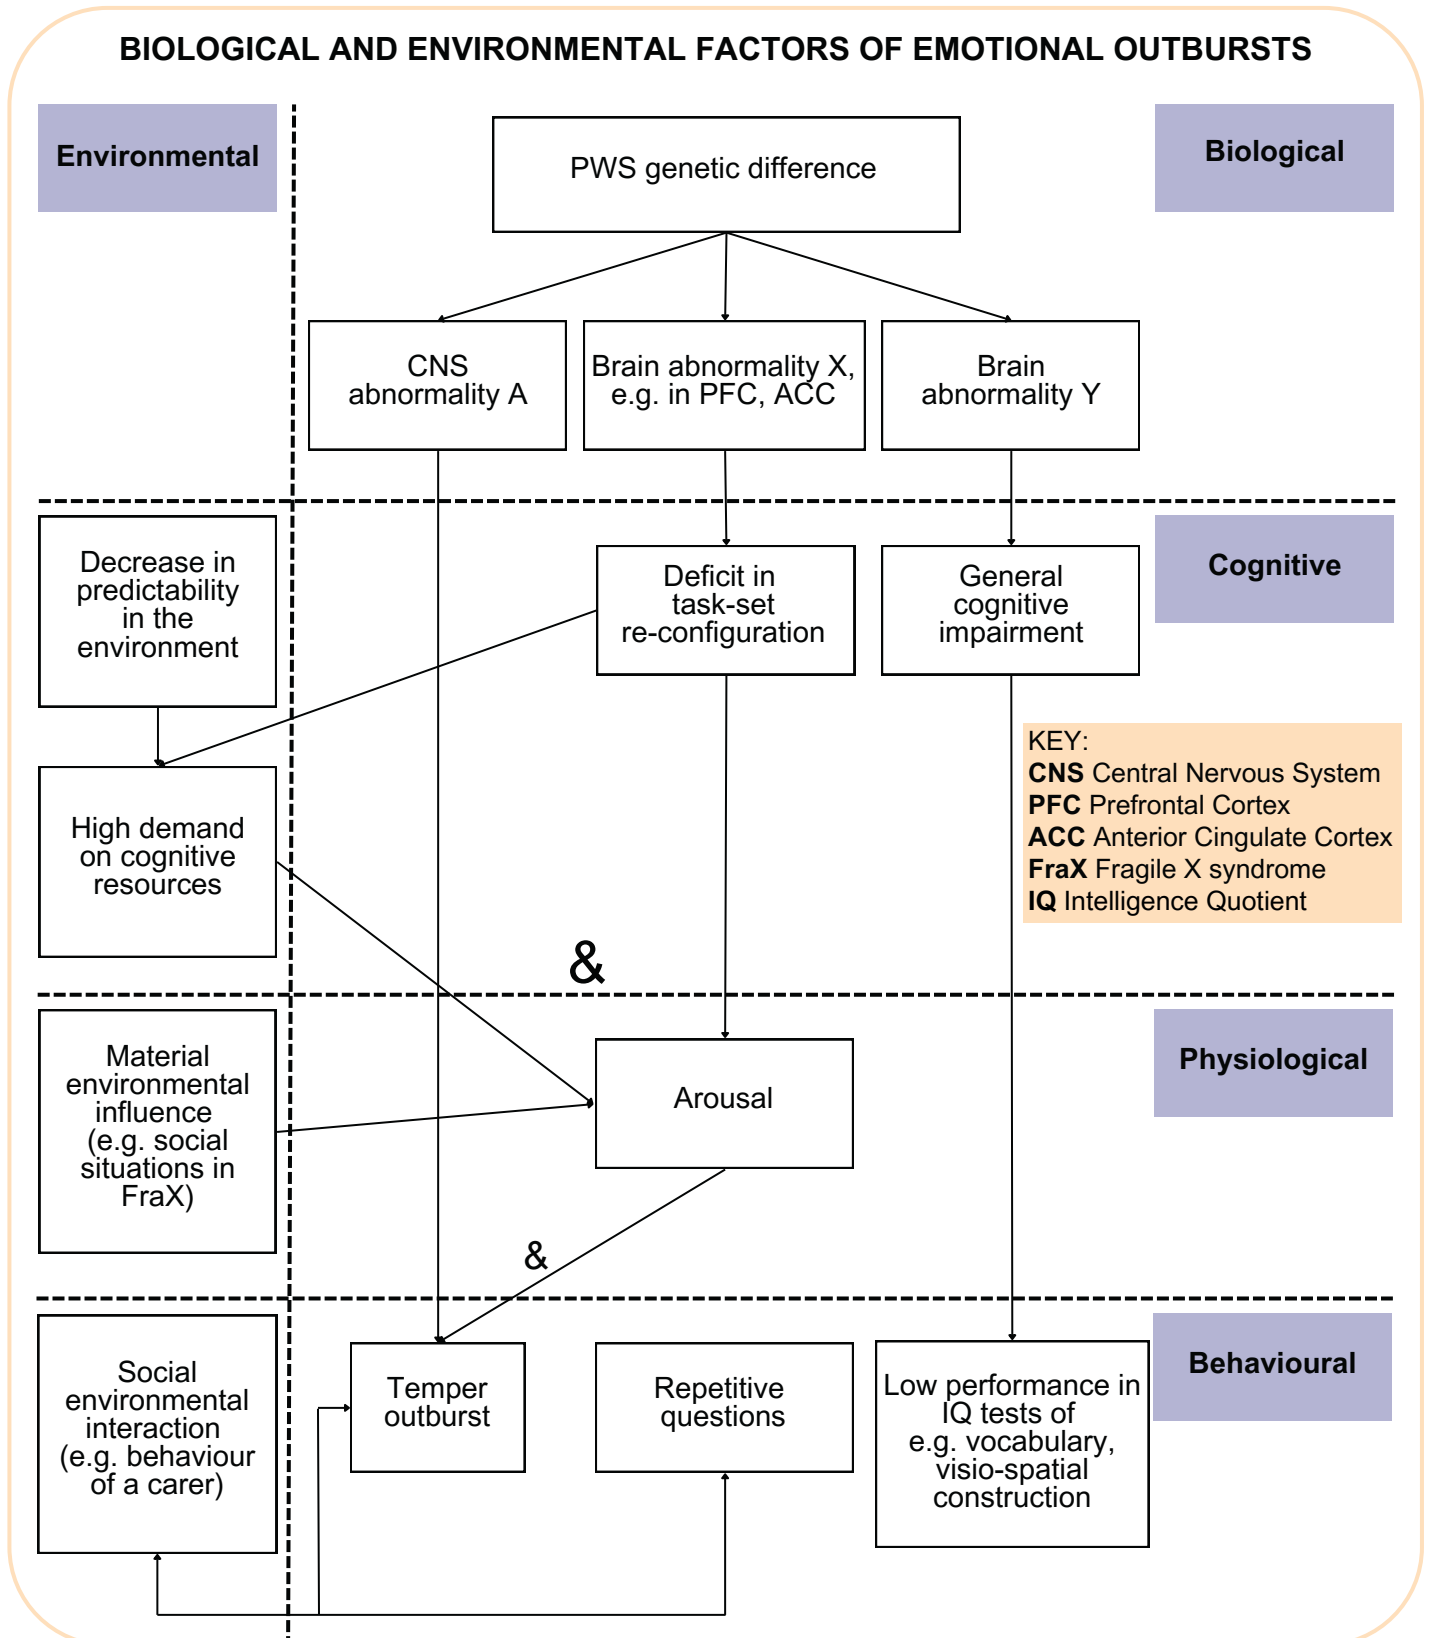 BIOLOGICAL AND ENVIRONMENTAL FACTORS OF EMOTIONAL OUTBURSTS
Environmental
Biological
PWS genetic difference
CNS
abnormality A
Brain abnormality X,
e.g. in PFC, ACC
Brain
abnormality Y
Cognitive
Decrease in
predictability
in the
environment
Deficit in
task-set
re-configuration
General
cognitive
impairment
KEY:
CNS Central Nervous System
PFC Prefrontal Cortex
ACC Anterior Cingulate Cortex
FraX Fragile X syndrome
IQ Intelligence Quotient
High demand
on cognitive
resources
&
Physiological
Material
environmental
influence
(e.g. social
situations in
FraX)
Arousal
&
Behavioural
Social
environmental
interaction
(e.g. behaviour
of a carer)
Temper
outburst
Repetitive
questions
Low performance in
IQ tests of
e.g. vocabulary,
visio-spatial
construction